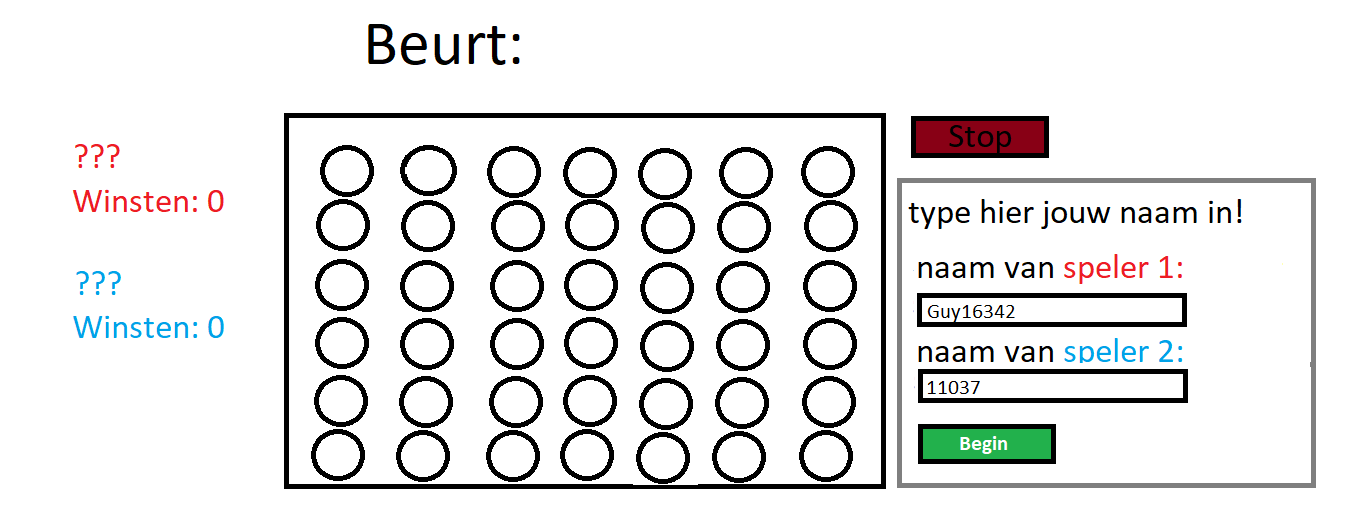 Beurt:
???
Winsten: 0
???
Winsten: 0
Stop
type hier jouw naam in!
naam van speler 1:
Guy16342
naam van speler 2:
11037
Begin